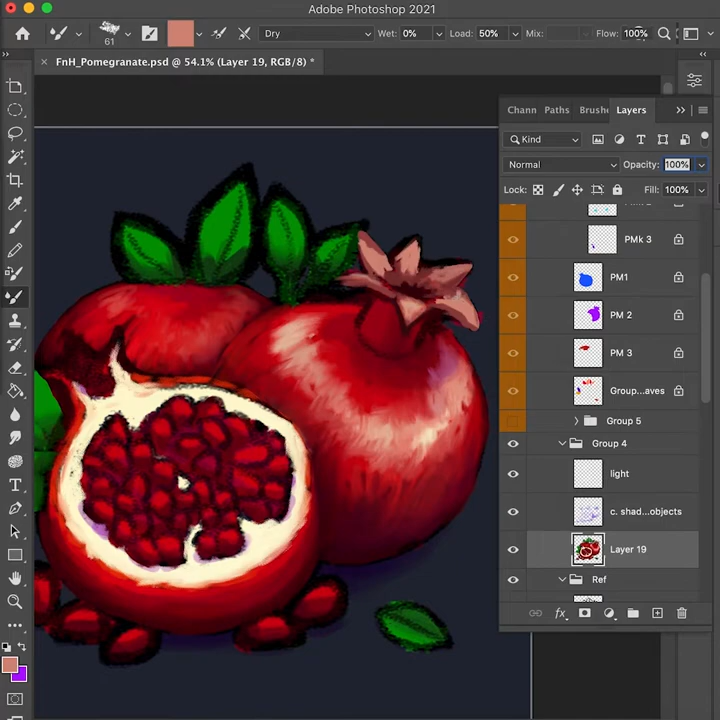 Adobe Photoshop 2021
61
Dry
Wet: 0%
Load: 50%
Mix:
Flow: 100%
FnH_Pomegranate.psd @ 54.1% (Layer 19, RGB/8) *
Chann
Paths
Brushe
Layers
Kind
Normal
Opacity: 100%
Lock:
Fill: 100%
PMk 3
PM1
PM 2
PM 3
Group...aves
Group 5
Group 4
light
c. shad...objects
Layer 19
Ref
fx